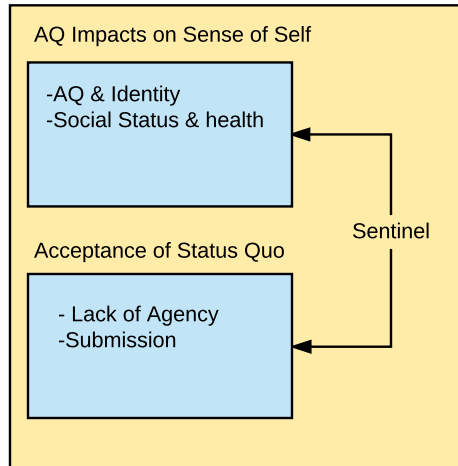 AQ Impacts on Sense of Self
-AQ & Identity
-Social Status & health
Sentinel
Acceptance of Status Quo
- Lack of Agency
-Submission